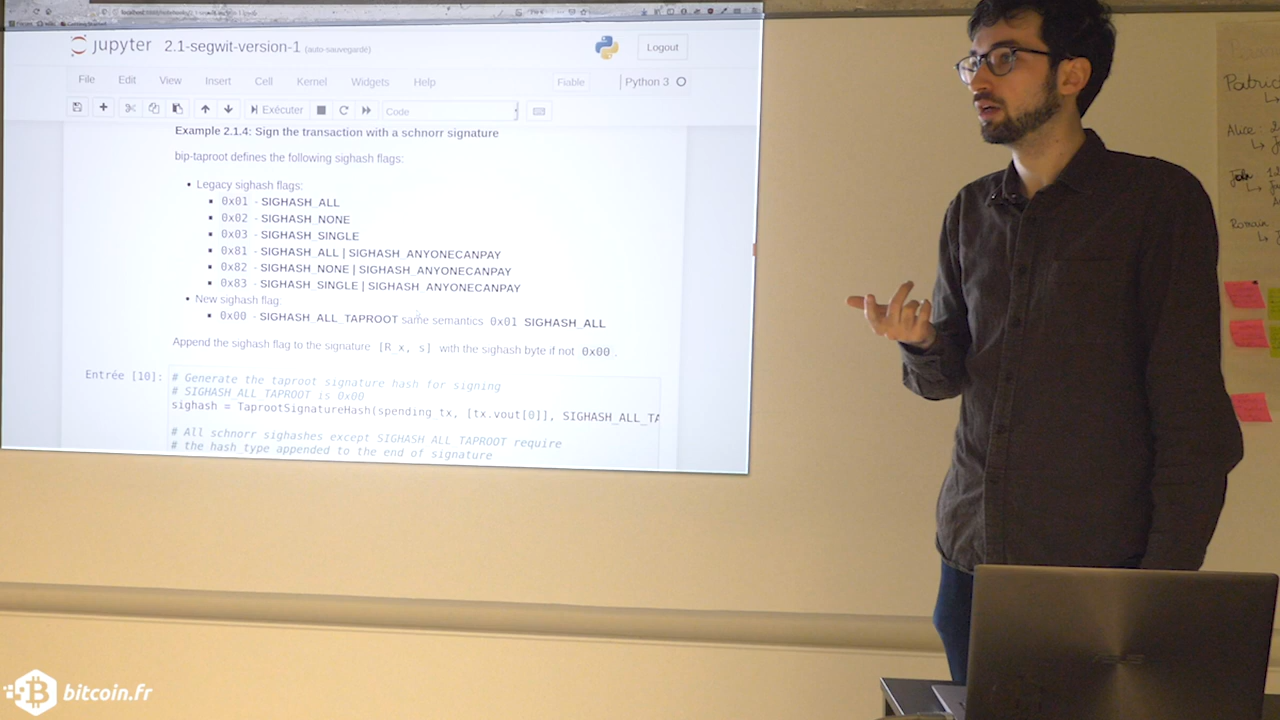 jupyter 2.1-segwit-version-1 (auto-sauvegardé)
Logout
File Edit View Insert Cell Kernel Widgets Help
Fiable
Python 3
Exécuter
Code
Example 2.1.4: Sign the transaction with a schnorr signature
bip-taproot defines the following sighash flags:
Legacy sighash flags:
0x01 - SIGHASH_ALL
0x02 - SIGHASH_NONE
0x03 - SIGHASH_SINGLE
0x81 - SIGHASH_ALL | SIGHASH_ANYONECANPAY
0x82 - SIGHASH_NONE | SIGHASH_ANYONECANPAY
0x83 - SIGHASH_SINGLE | SIGHASH_ANYONECANPAY
New sighash flag:
0x00 - SIGHASH_ALL_TAPROOT same semantics 0x01 SIGHASH_ALL
Append the sighash flag to the signature [R_x, s] with the sighash byte if not 0x00.
Entrée [10]:
# Generate the taproot signature hash for signing
# SIGHASH_ALL_TAPROOT is 0x00
sighash = TaprootSignatureHash(spending_tx, [tx.vout[0]], SIGHASH_ALL_TA
# All schnorr sighashes except SIGHASH_ALL_TAPROOT require
# the hash_type appended to the end of signature
Patric
Alice :
Romain
bitcoin.fr